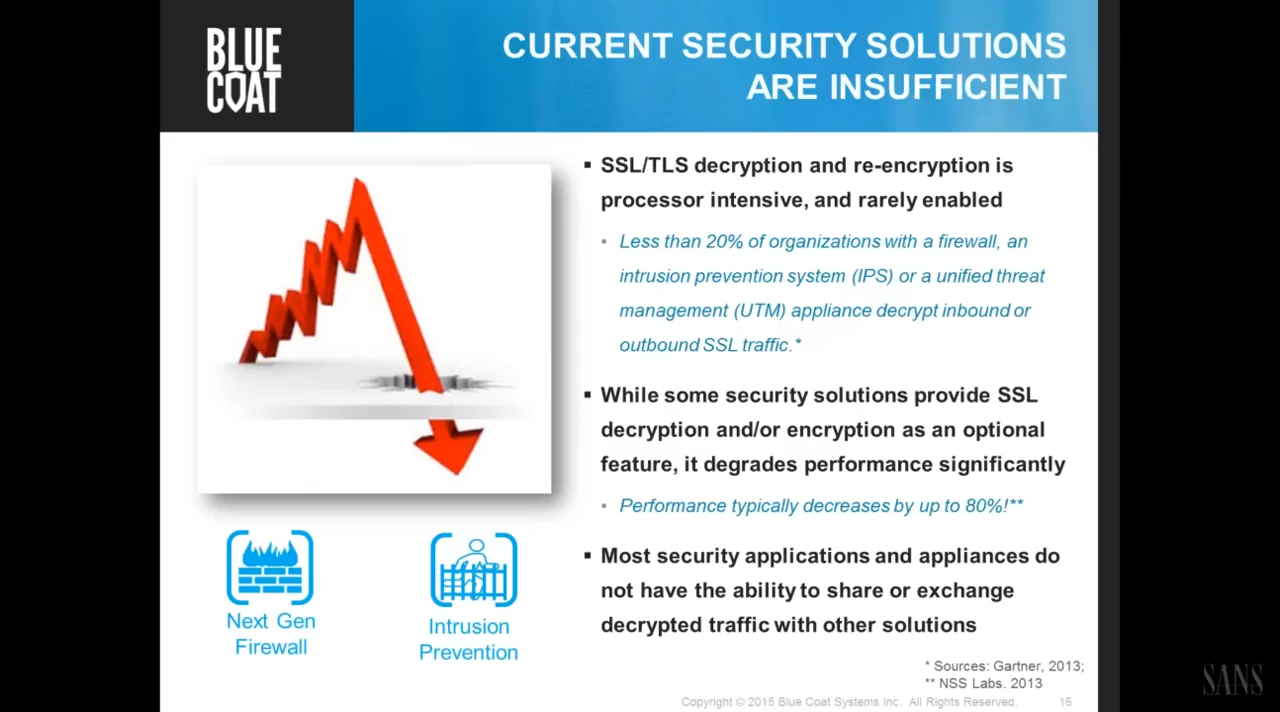 BLUE
COAT
CURRENT SECURITY SOLUTIONS
ARE INSUFFICIENT
▪ SSL/TLS decryption and re-encryption is
processor intensive, and rarely enabled
• Less than 20% of organizations with a firewall, an
intrusion prevention system (IPS) or a unified threat
management (UTM) appliance decrypt inbound or
outbound SSL traffic.*
▪ While some security solutions provide SSL
decryption and/or encryption as an optional
feature, it degrades performance significantly
• Performance typically decreases by up to 80%!**
▪ Most security applications and appliances do
not have the ability to share or exchange
decrypted traffic with other solutions
Next Gen
Firewall
Intrusion
Prevention
* Sources: Gartner, 2013;
** NSS Labs. 2013
Copyright © 2015 Blue Coat Systems Inc. All Rights Reserved. 16
SANS